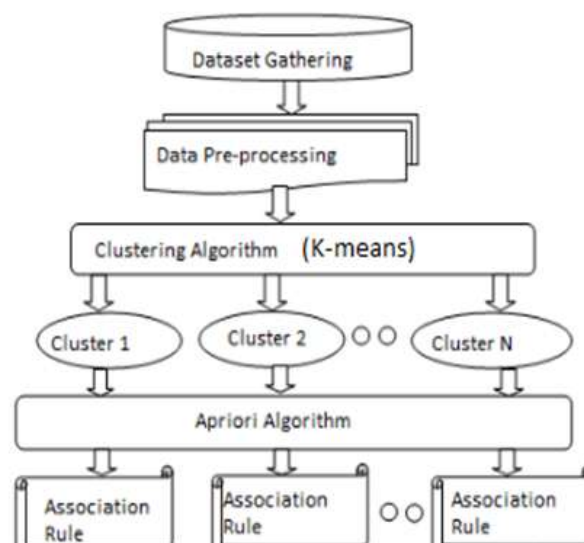 Dataset Gathering
Data Pre-processing
Clustering Algorithm (K-means)
Cluster 1
Cluster 2
Cluster N
Apriori Algorithm
Association
Rule
Association
Rule
Association
Rule